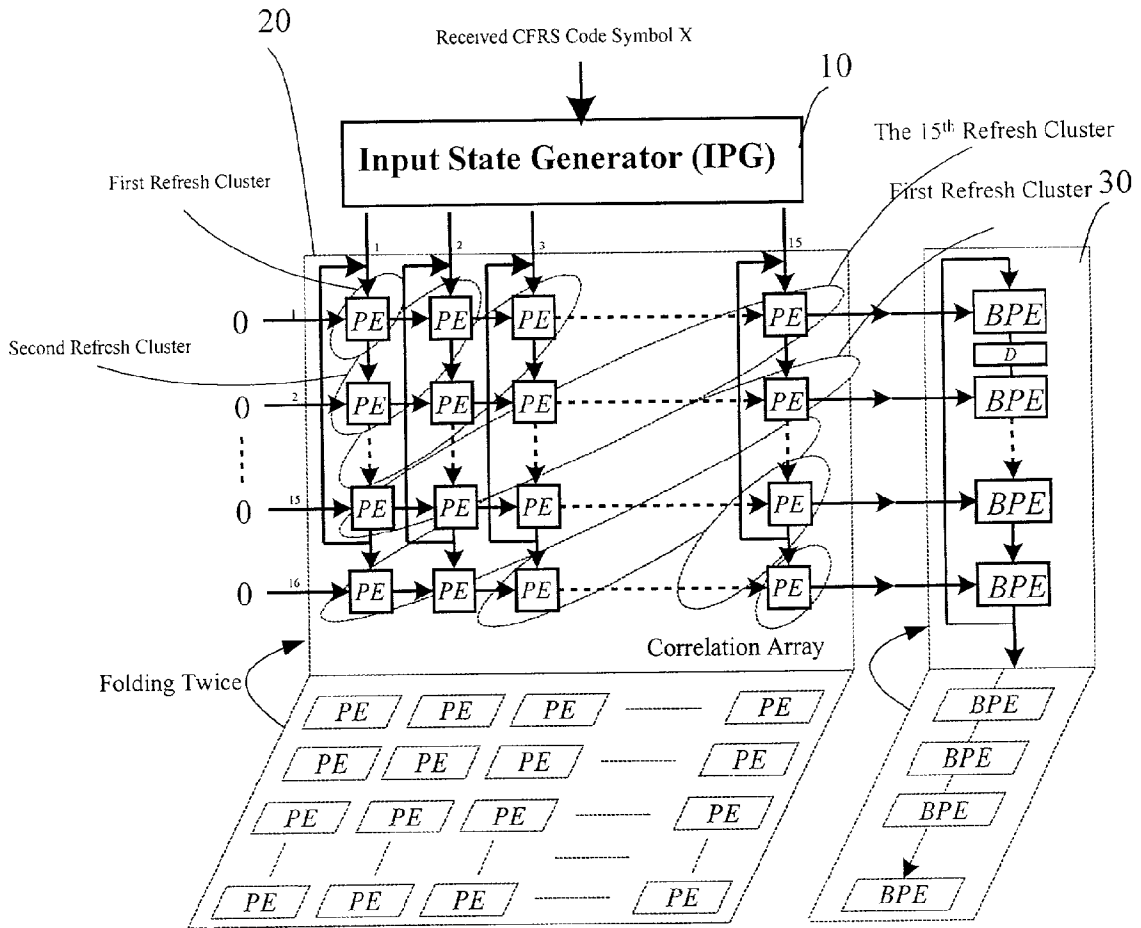 20
Received CFRS Code Symbol X
10
The 15th Refresh Cluster
Input State Generator (IPG)
First Refresh Cluster
First Refresh Cluster
30
1 2 3 15
0 1 PE PE PE PE BPE
D
Second Refresh Cluster
0 2 PE PE PE PE BPE
0 15 PE PE PE PE BPE
0 16 PE PE PE PE BPE
Correlation Array
Folding Twice
PE PE PE PE BPE
PE PE PE PE BPE
PE PE PE PE BPE
PE PE PE PE BPE